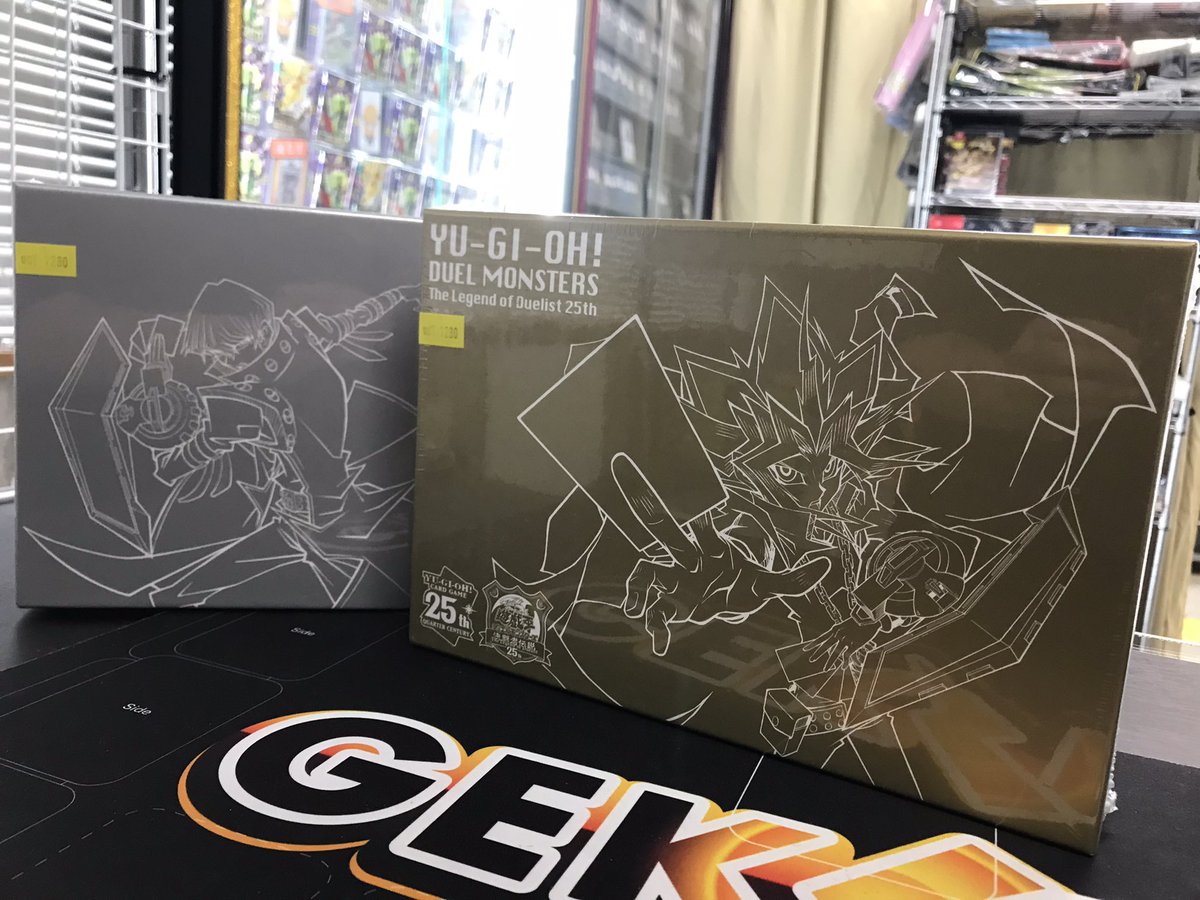 YU-GI-OH!
DUEL MONSTERS
The Legend of Duelist 25th
YU-GI-OH!
CARD GAME
25th
QUARTER CENTURY
25th
Side
Side
GEK